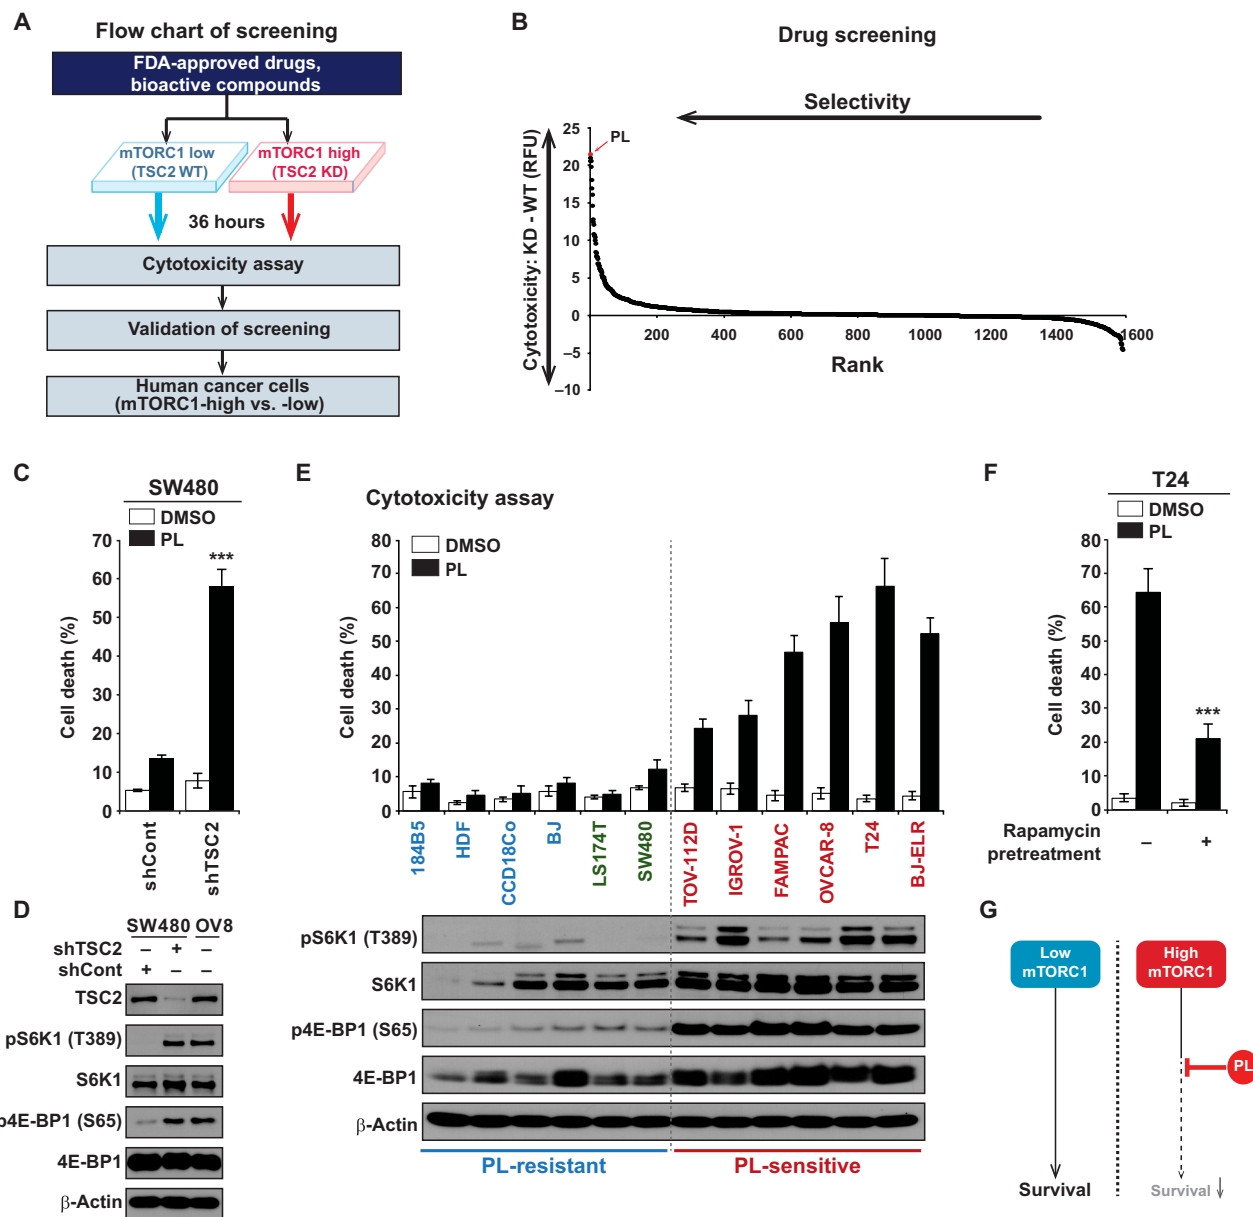 A
Flow chart of screening
FDA-approved drugs,
bioactive compounds
mTORC1 low
(TSC2 WT)
mTORC1 high
(TSC2 KD)
36 hours
Cytotoxicity assay
Validation of screening
Human cancer cells
(mTORC1-high vs. -low)
B
Drug screening
Selectivity
PL
Cytotoxicity: KD - WT (RFU)
25
20
15
10
5
0
–5
–10
200
400
600
800
1000
1200
1400
1600
Rank
C
SW480
DMSO
PL
Cell death (%)
70
60
50
40
30
20
10
0
***
shCont
shTSC2
D
SW480 OV8
shTSC2 – + –
shCont + – –
TSC2
pS6K1 (T389)
S6K1
p4E-BP1 (S65)
4E-BP1
β-Actin
E
Cytotoxicity assay
DMSO
PL
Cell death (%)
80
70
60
50
40
30
20
10
0
184B5
HDF
CCD18Co
BJ
LS174T
SW480
TOV-112D
IGROV-1
FAMPAC
OVCAR-8
T24
BJ-ELR
pS6K1 (T389)
S6K1
p4E-BP1 (S65)
4E-BP1
β-Actin
PL-resistant
PL-sensitive
F
T24
DMSO
PL
Cell death (%)
80
70
60
50
40
30
20
10
0
***
Rapamycin
pretreatment
– +
G
Low
mTORC1
High
mTORC1
PL
Survival
Survival ↓